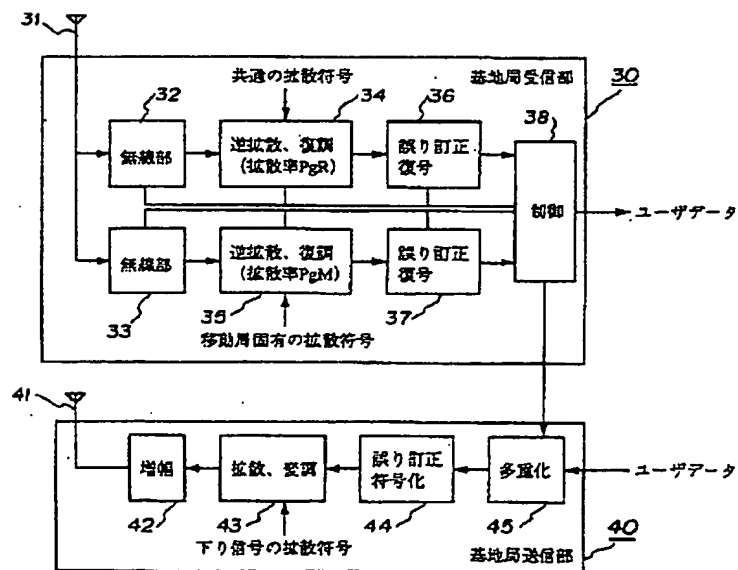 31
共通の拡散符号
基地局受信部
30
32
34
36
38
無線部
逆拡散、復調
(拡散率PgR)
誤り訂正
復号
制御
ユーザデータ
無線部
逆拡散、復調
(拡散率PgM)
誤り訂正
復号
33
35
37
移動局固有の拡散符号
41
増幅
拡散、変調
誤り訂正
符号化
多重化
ユーザデータ
42
43
44
45
下り信号の拡散符号
基地局送信部
40